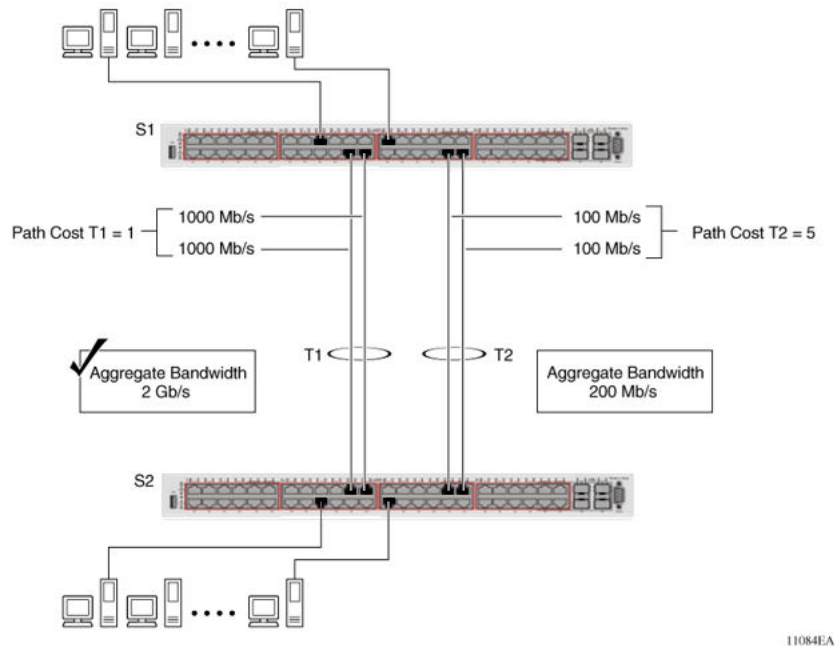 S1
1000 Mb/s
100 Mb/s
Path Cost T1 = 1
Path Cost T2 = 5
1000 Mb/s
100 Mb/s
T1
T2
Aggregate Bandwidth
2 Gb/s
Aggregate Bandwidth
200 Mb/s
S2
11084EA